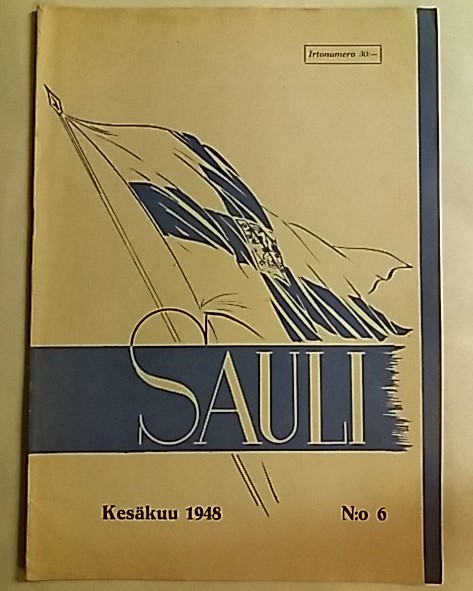 Irtonumero 30:—
SAULI
Kesäkuu 1948 N:o 6